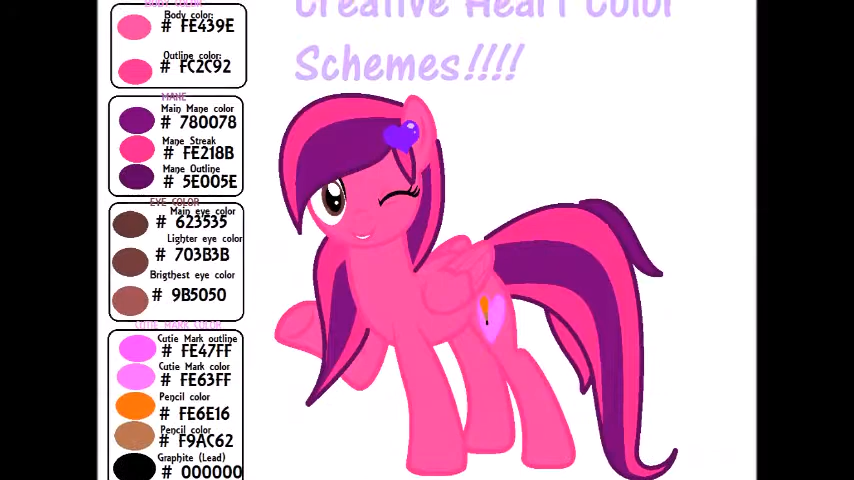 Creative Heart Color
Schemes!!!!
BODY COLOR
Body color:
# FE439E
Outline color:
# FC2C92
MANE
Main Mane color
# 780078
Mane Streak
# FE218B
Mane Outline
# 5E005E
EYE COLOR
Main eye color
# 623535
Lighter eye color
# 703B3B
Brigthest eye color
# 9B5050
CUTIE MARK COLOR
Cutie Mark outline
# FE47FF
Cutie Mark color
# FE63FF
Pencil color
# FE6E16
Pencil color
# F9AC62
Graphite (Lead)
# 000000